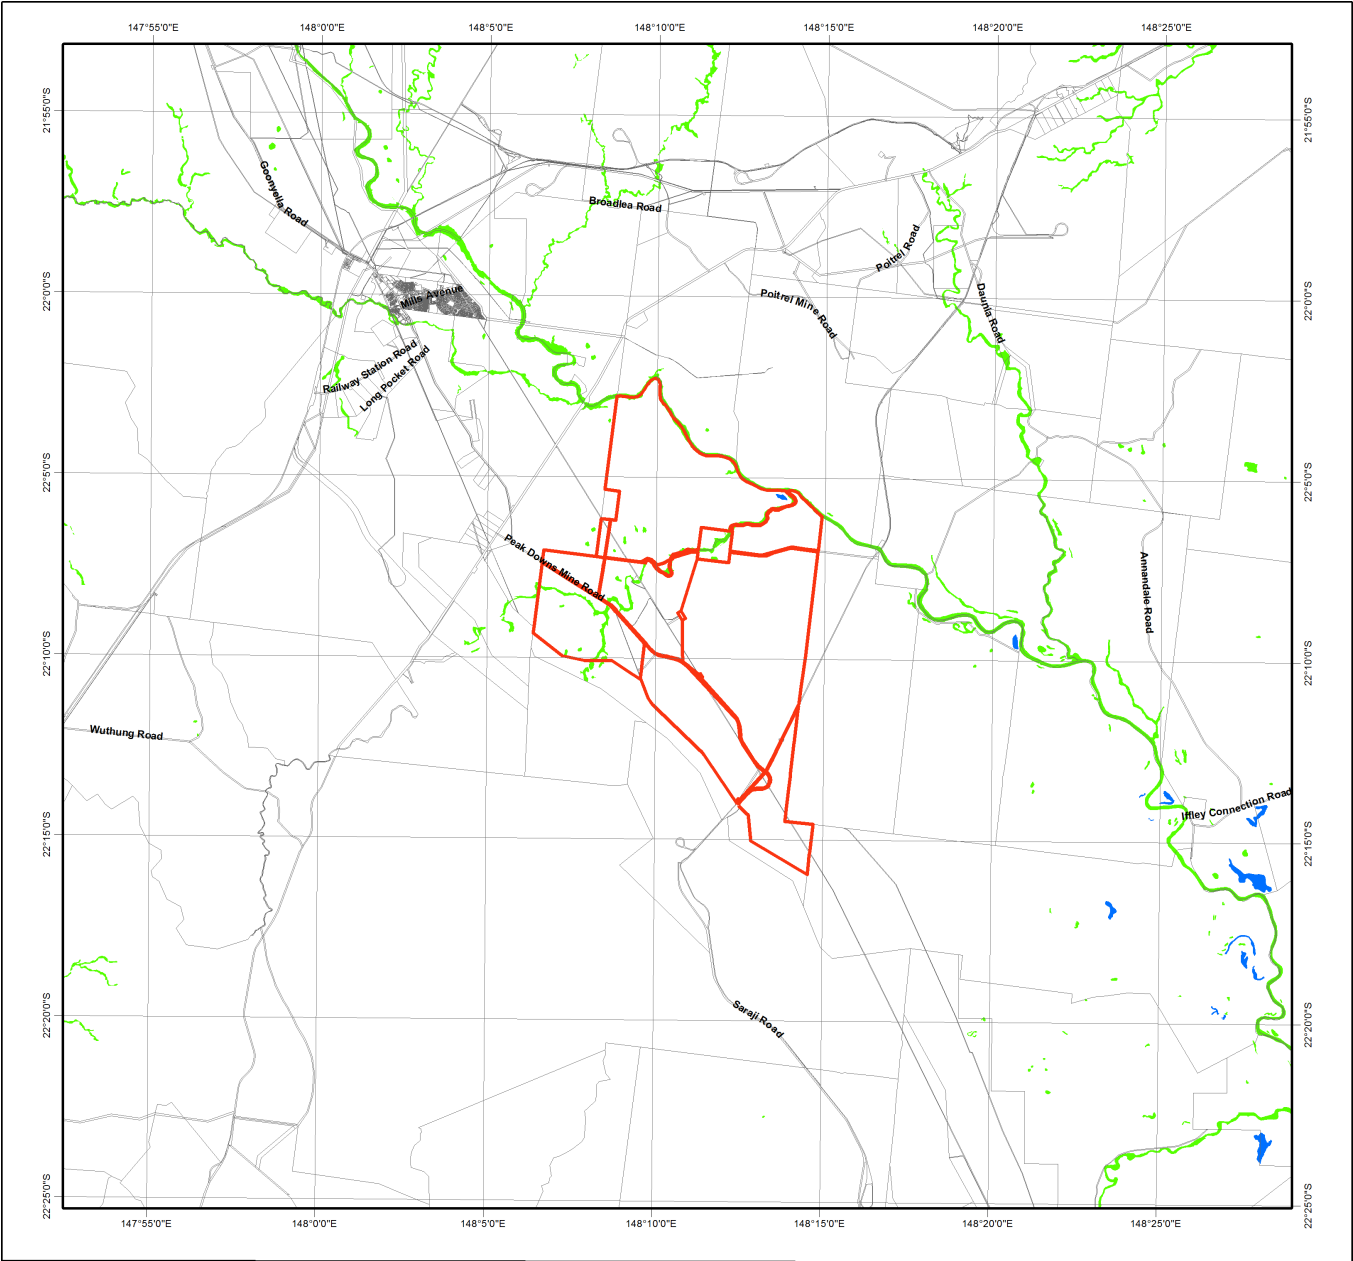 147°55'0"E 148°0'0"E 148°5'0"E 148°10'0"E 148°15'0"E 148°20'0"E 148°25'0"E
21°55'0"S
21°55'0"S
Goonyella Road
Broadlea Road
Poitrel Road
22°0'0"S
Mills Avenue
Poitrel Mine Road
Daunia Road
22°0'0"S
Railway Station Road
Long Pocket Road
22°5'0"S
22°5'0"S
Peak Downs Mine Road
Annandale Road
22°10'0"S
22°10'0"S
Wuthung Road
Iffley Connection Road
22°15'0"S
22°15'0"S
Saraji Road
22°20'0"S
22°20'0"S
22°25'0"S
22°25'0"S
147°55'0"E 148°0'0"E 148°5'0"E 148°10'0"E 148°15'0"E 148°20'0"E 148°25'0"E